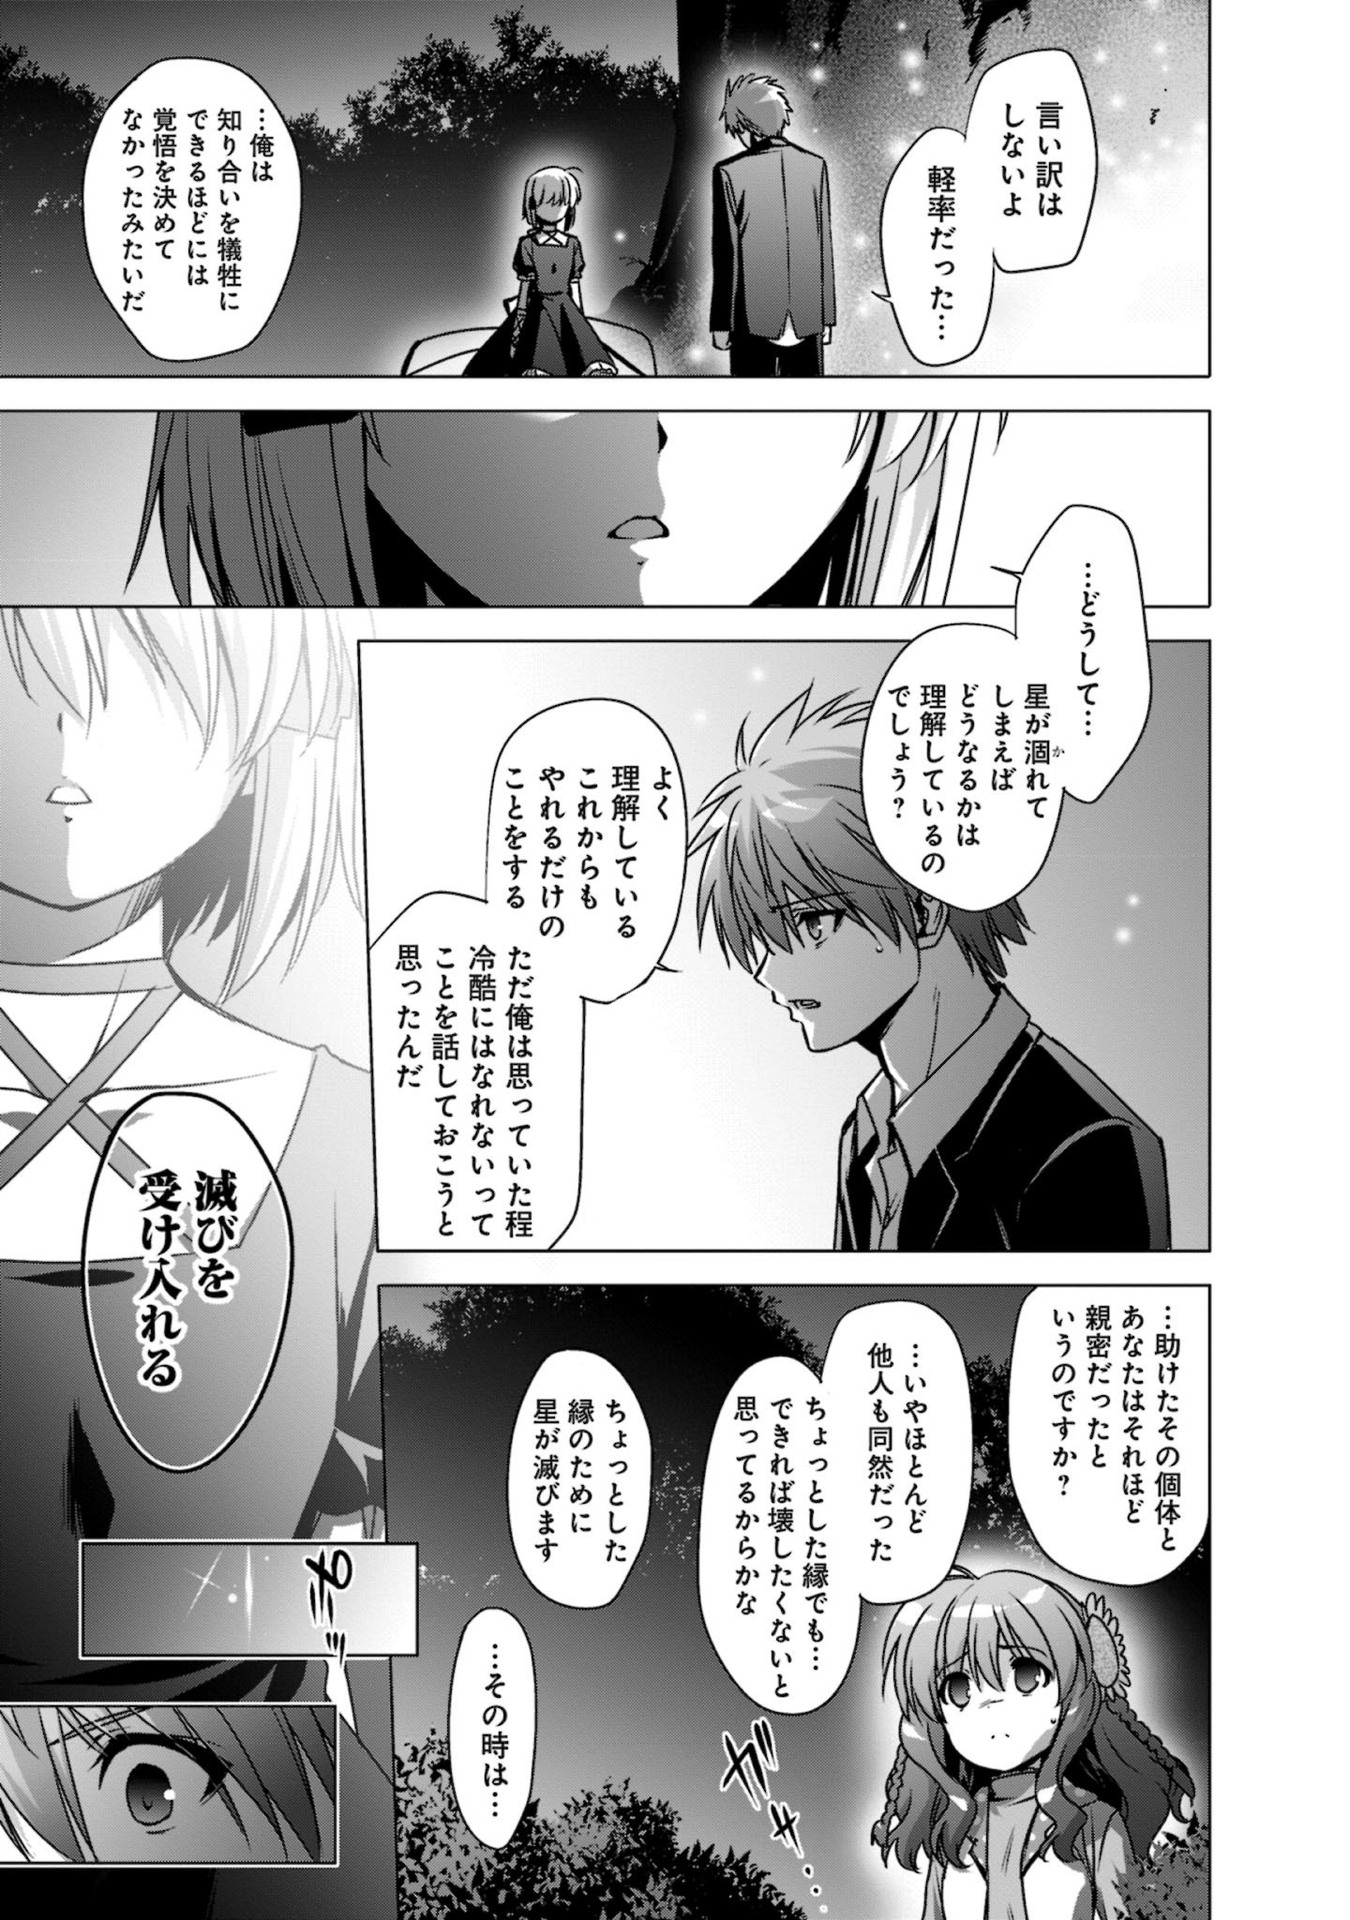 言い訳は
しないよ
軽率だった…
…俺は
知り合いを犠牲に
できるほどには
覚悟を決めて
なかったみたいだ
…どうして…
星が涸れて
か
しまえば
どうなるかは
理解しているの
でしょう?
よく
理解している
これからも
やれるだけの
ことをする
ただ俺は思っていた程
冷酷にはなれないって
ことを話しておこうと
思ったんだ
…助けたその個体と
あなたはそれほど
親密だったと
いうのですか?
…いやほとんど
他人も同然だった
ちょっとした縁でも…
できれば壊したくないと
思ってるからかな
ちょっとした
縁のために
星が滅びます
…その時は…
ガサ…
滅びを
受け入れる